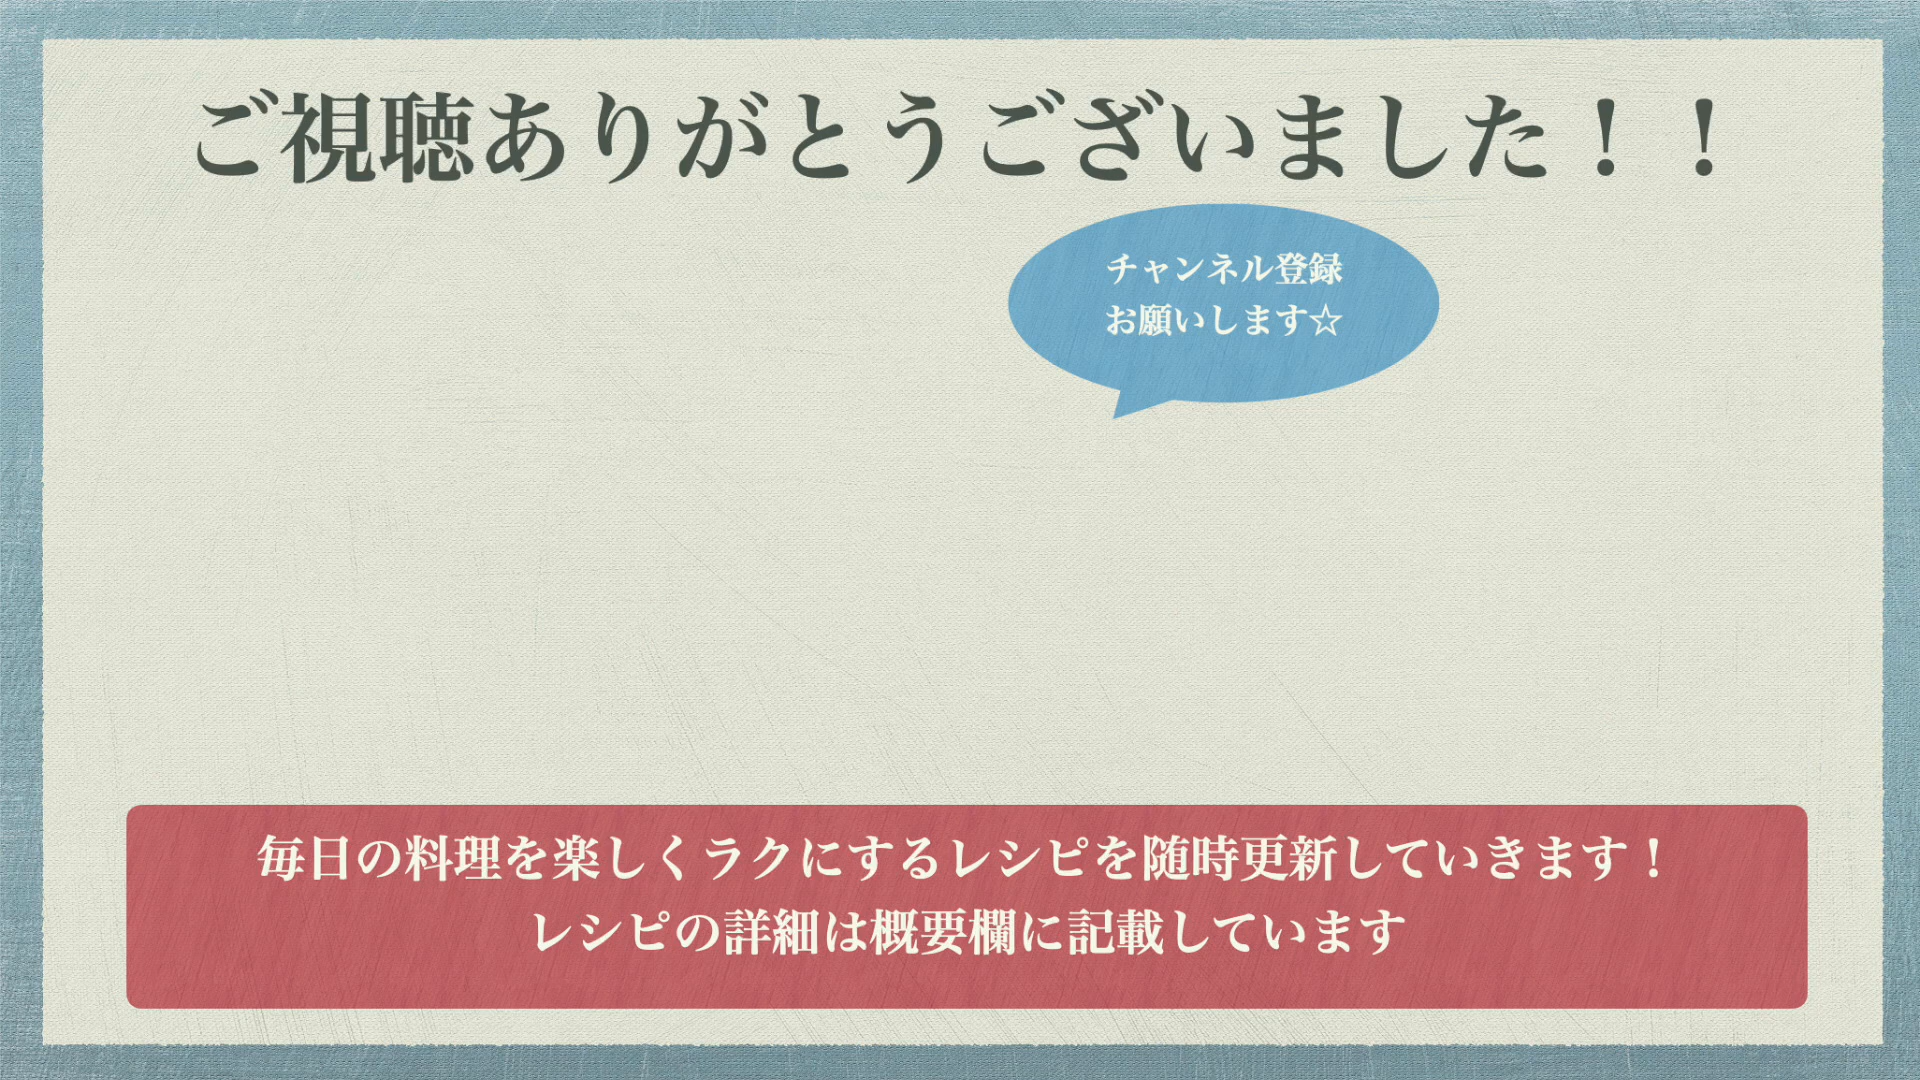 ご視聴ありがとうございました！！
チャンネル登録
お願いします☆
毎日の料理を楽しくラクにするレシピを随時更新していきます！
レシピの詳細は概要欄に記載しています